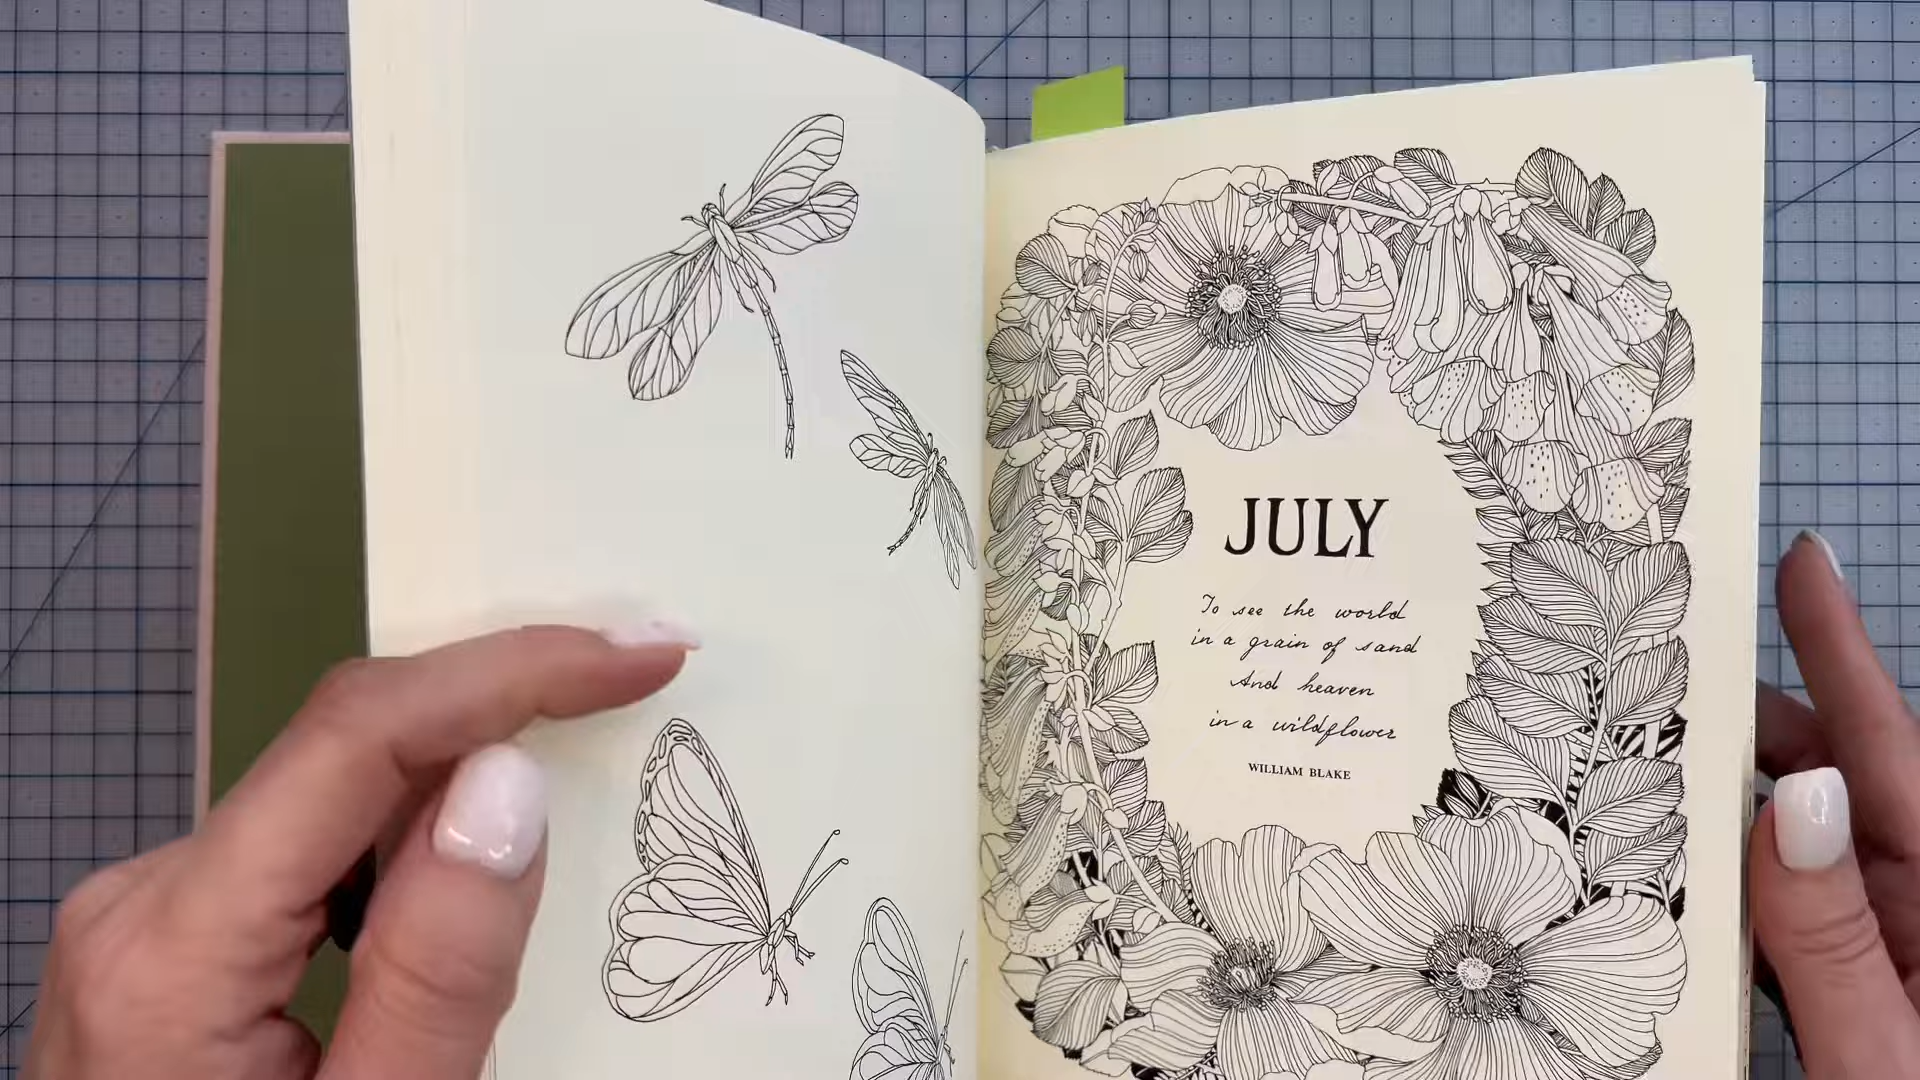 JULY
To see the world
in a grain of sand
And heaven
in a wildflower
WILLIAM BLAKE